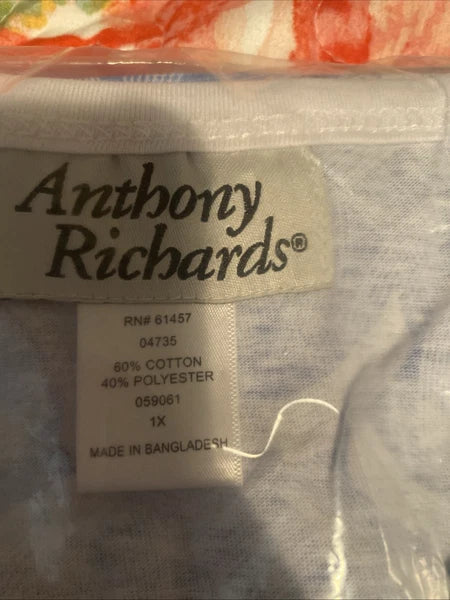 Anthony
Richards®
RN# 61457
04735
60% COTTON
40% POLYESTER
059061
1X
MADE IN BANGLADESH